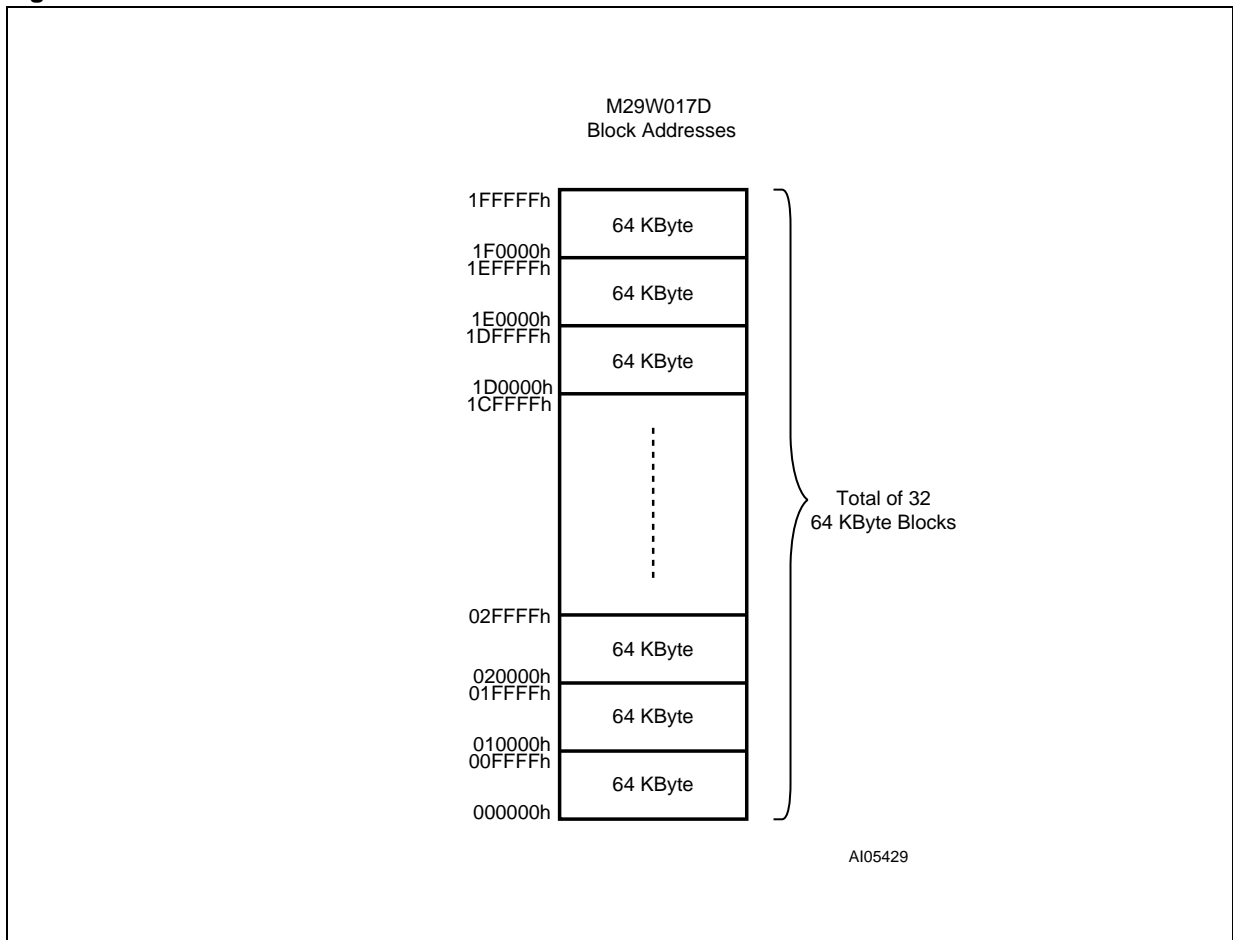 M29W017D
Block Addresses
1FFFFFh
64 KByte
1F0000h
1EFFFFh
64 KByte
1E0000h
1DFFFFh
64 KByte
1D0000h
1CFFFFh
Total of 32
64 KByte Blocks
02FFFFh
64 KByte
020000h
01FFFFh
64 KByte
010000h
00FFFFh
64 KByte
000000h
AI05429